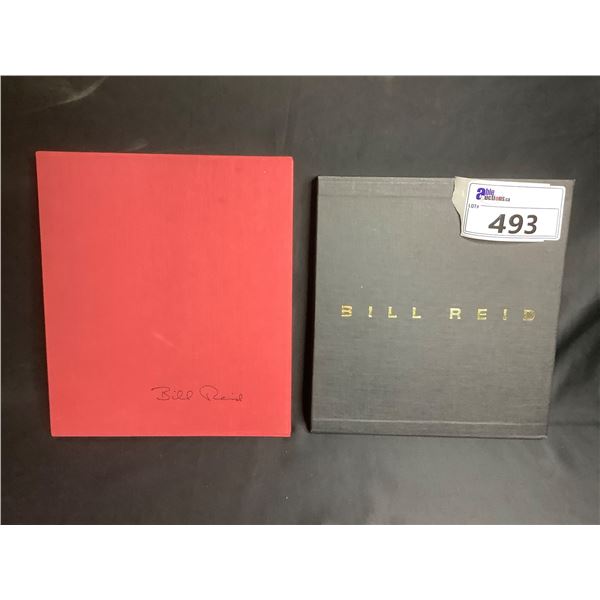 Bill Reid
able
auctions.ca
LOT#
493
BILL REID